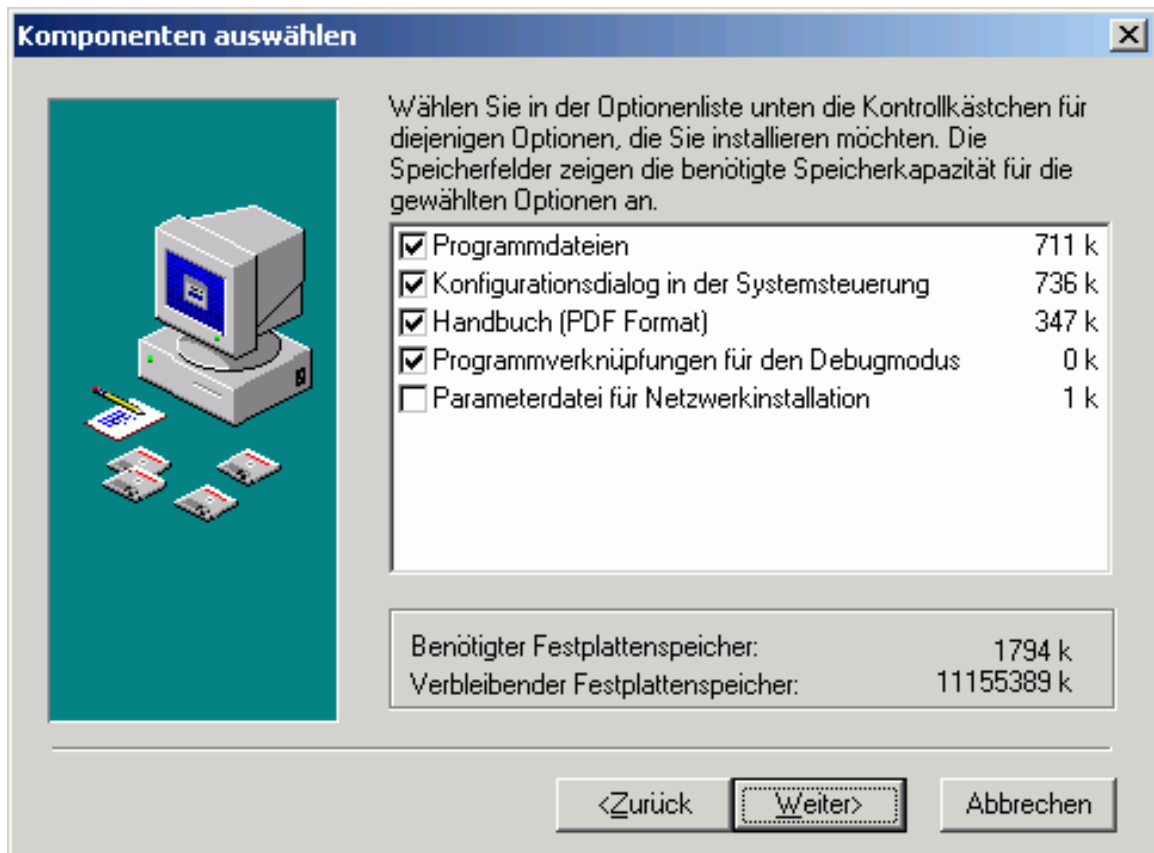 Komponenten auswählen
Wählen Sie in der Optionenliste unten die Kontrollkästchen für
diejenigen Optionen, die Sie installieren möchten. Die
Speicherfelder zeigen die benötigte Speicherkapazität für die
gewählten Optionen an.
Programmdateien 711 k
Konfigurationsdialog in der Systemsteuerung 736 k
Handbuch (PDF Format) 347 k
Programmverknüpfungen für den Debugmodus 0 k
Parameterdatei für Netzwerkinstallation 1 k
Benötigter Festplattenspeicher: 1794 k
Verbleibender Festplattenspeicher: 11155389 k
<Zurück Weiter> Abbrechen